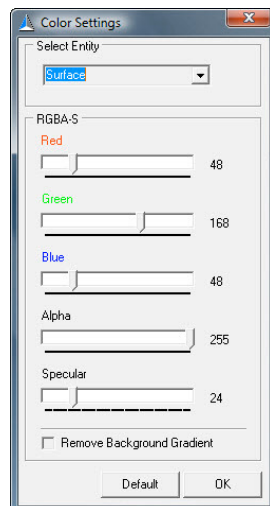 Color Settings
Select Entity
Surface
RGBA-S
Red
48
Green
168
Blue
48
Alpha
255
Specular
24
Remove Background Gradient
Default OK